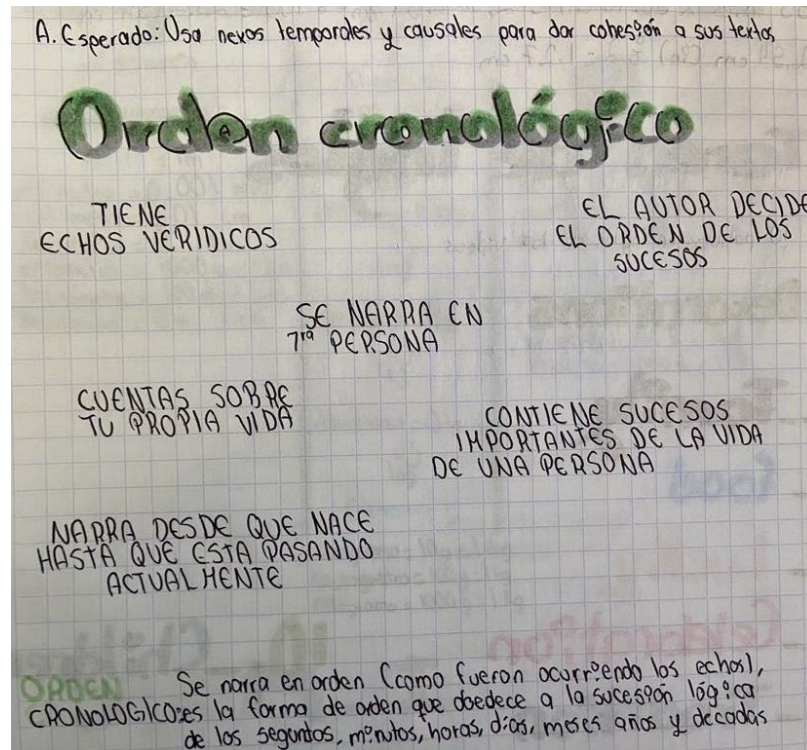 A. Esperado: Usa nexos temporales y causales para dar cohesión a sus textos
Orden cronológico
TIENE
ECHOS VERIDICOS
EL AUTOR DECIDE
EL ORDEN DE LOS
SUCESOS
SE NARRA EN
1ra PERSONA
CUENTAS SOBRE
TU PROPIA VIDA
CONTIENE SUCESOS
IMPORTANTES DE LA VIDA
DE UNA PERSONA
NARRA DESDE QUE NACE
HASTA QUE ESTA PASANDO
ACTUALMENTE
ORDEN Se narra en orden (como fueron ocurriendo los echos),
CRONOLOGICO: es la forma de orden que obedece a la sucesión lógica
de los segundos, minutos, horas, días, meses años y decadas